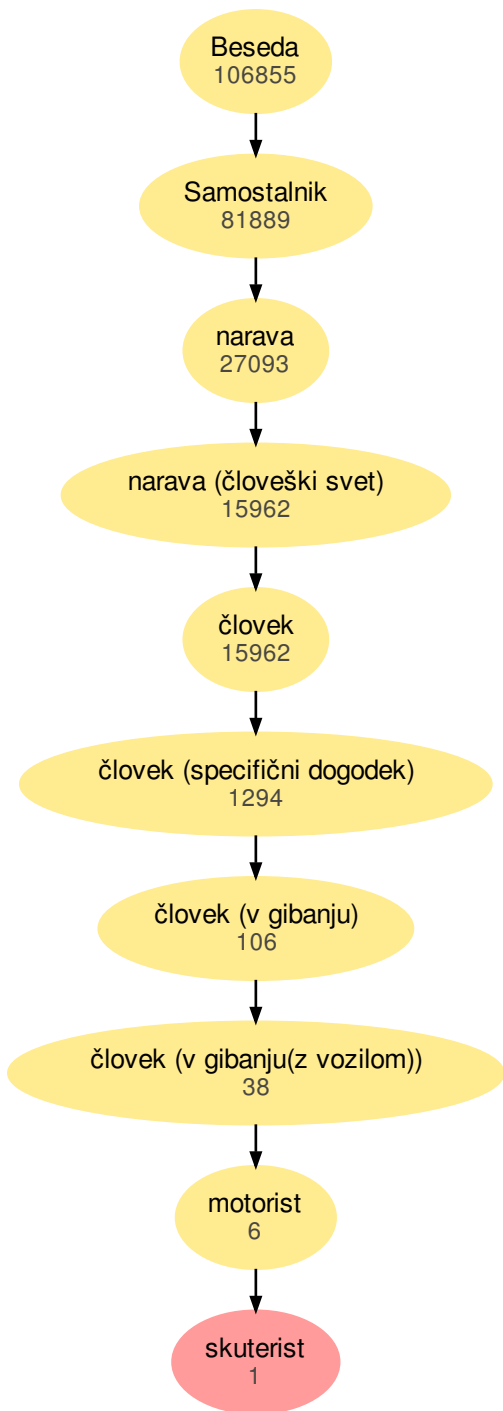 Beseda
106855
Samostalnik
81889
narava
27093
narava (človeški svet)
15962
človek
15962
človek (specifični dogodek)
1294
človek (v gibanju)
106
človek (v gibanju(z vozilom))
38
motorist
6
skuterist
1